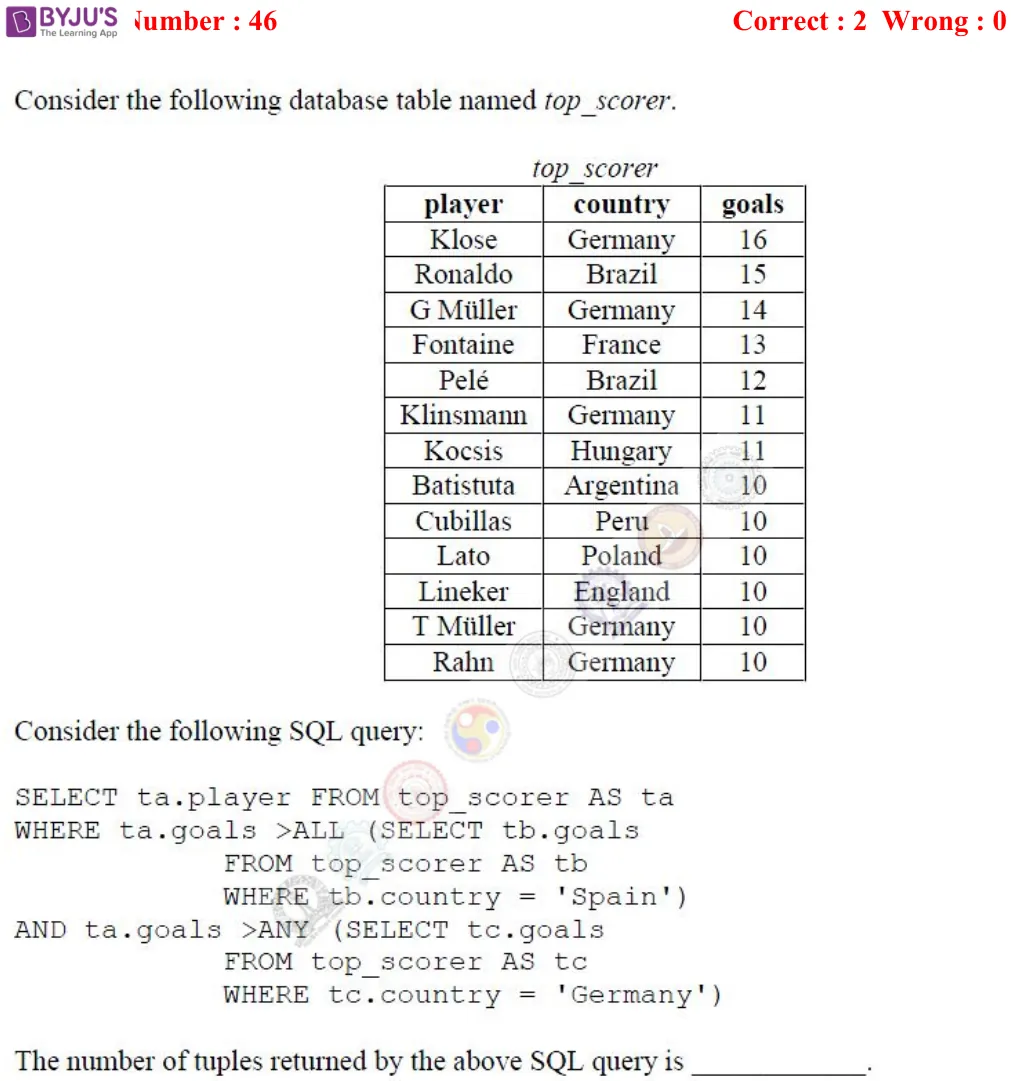 BYJU'S
The Learning App
umber : 46
Correct : 2 Wrong : 0
Consider the following database table named top_scorer.
top_scorer
player country goals
Klose Germany 16
Ronaldo Brazil 15
G Müller Germany 14
Fontaine France 13
Pelé Brazil 12
Klinsmann Germany 11
Kocsis Hungary 11
Batistuta Argentina 10
Cubillas Peru 10
Lato Poland 10
Lineker England 10
T Müller Germany 10
Rahn Germany 10
Consider the following SQL query:
SELECT ta.player FROM top_scorer AS ta
WHERE ta.goals >ALL (SELECT tb.goals
FROM top_scorer AS tb
WHERE tb.country = 'Spain')
AND ta.goals >ANY (SELECT tc.goals
FROM top_scorer AS tc
WHERE tc.country = 'Germany')
The number of tuples returned by the above SQL query is ____________.